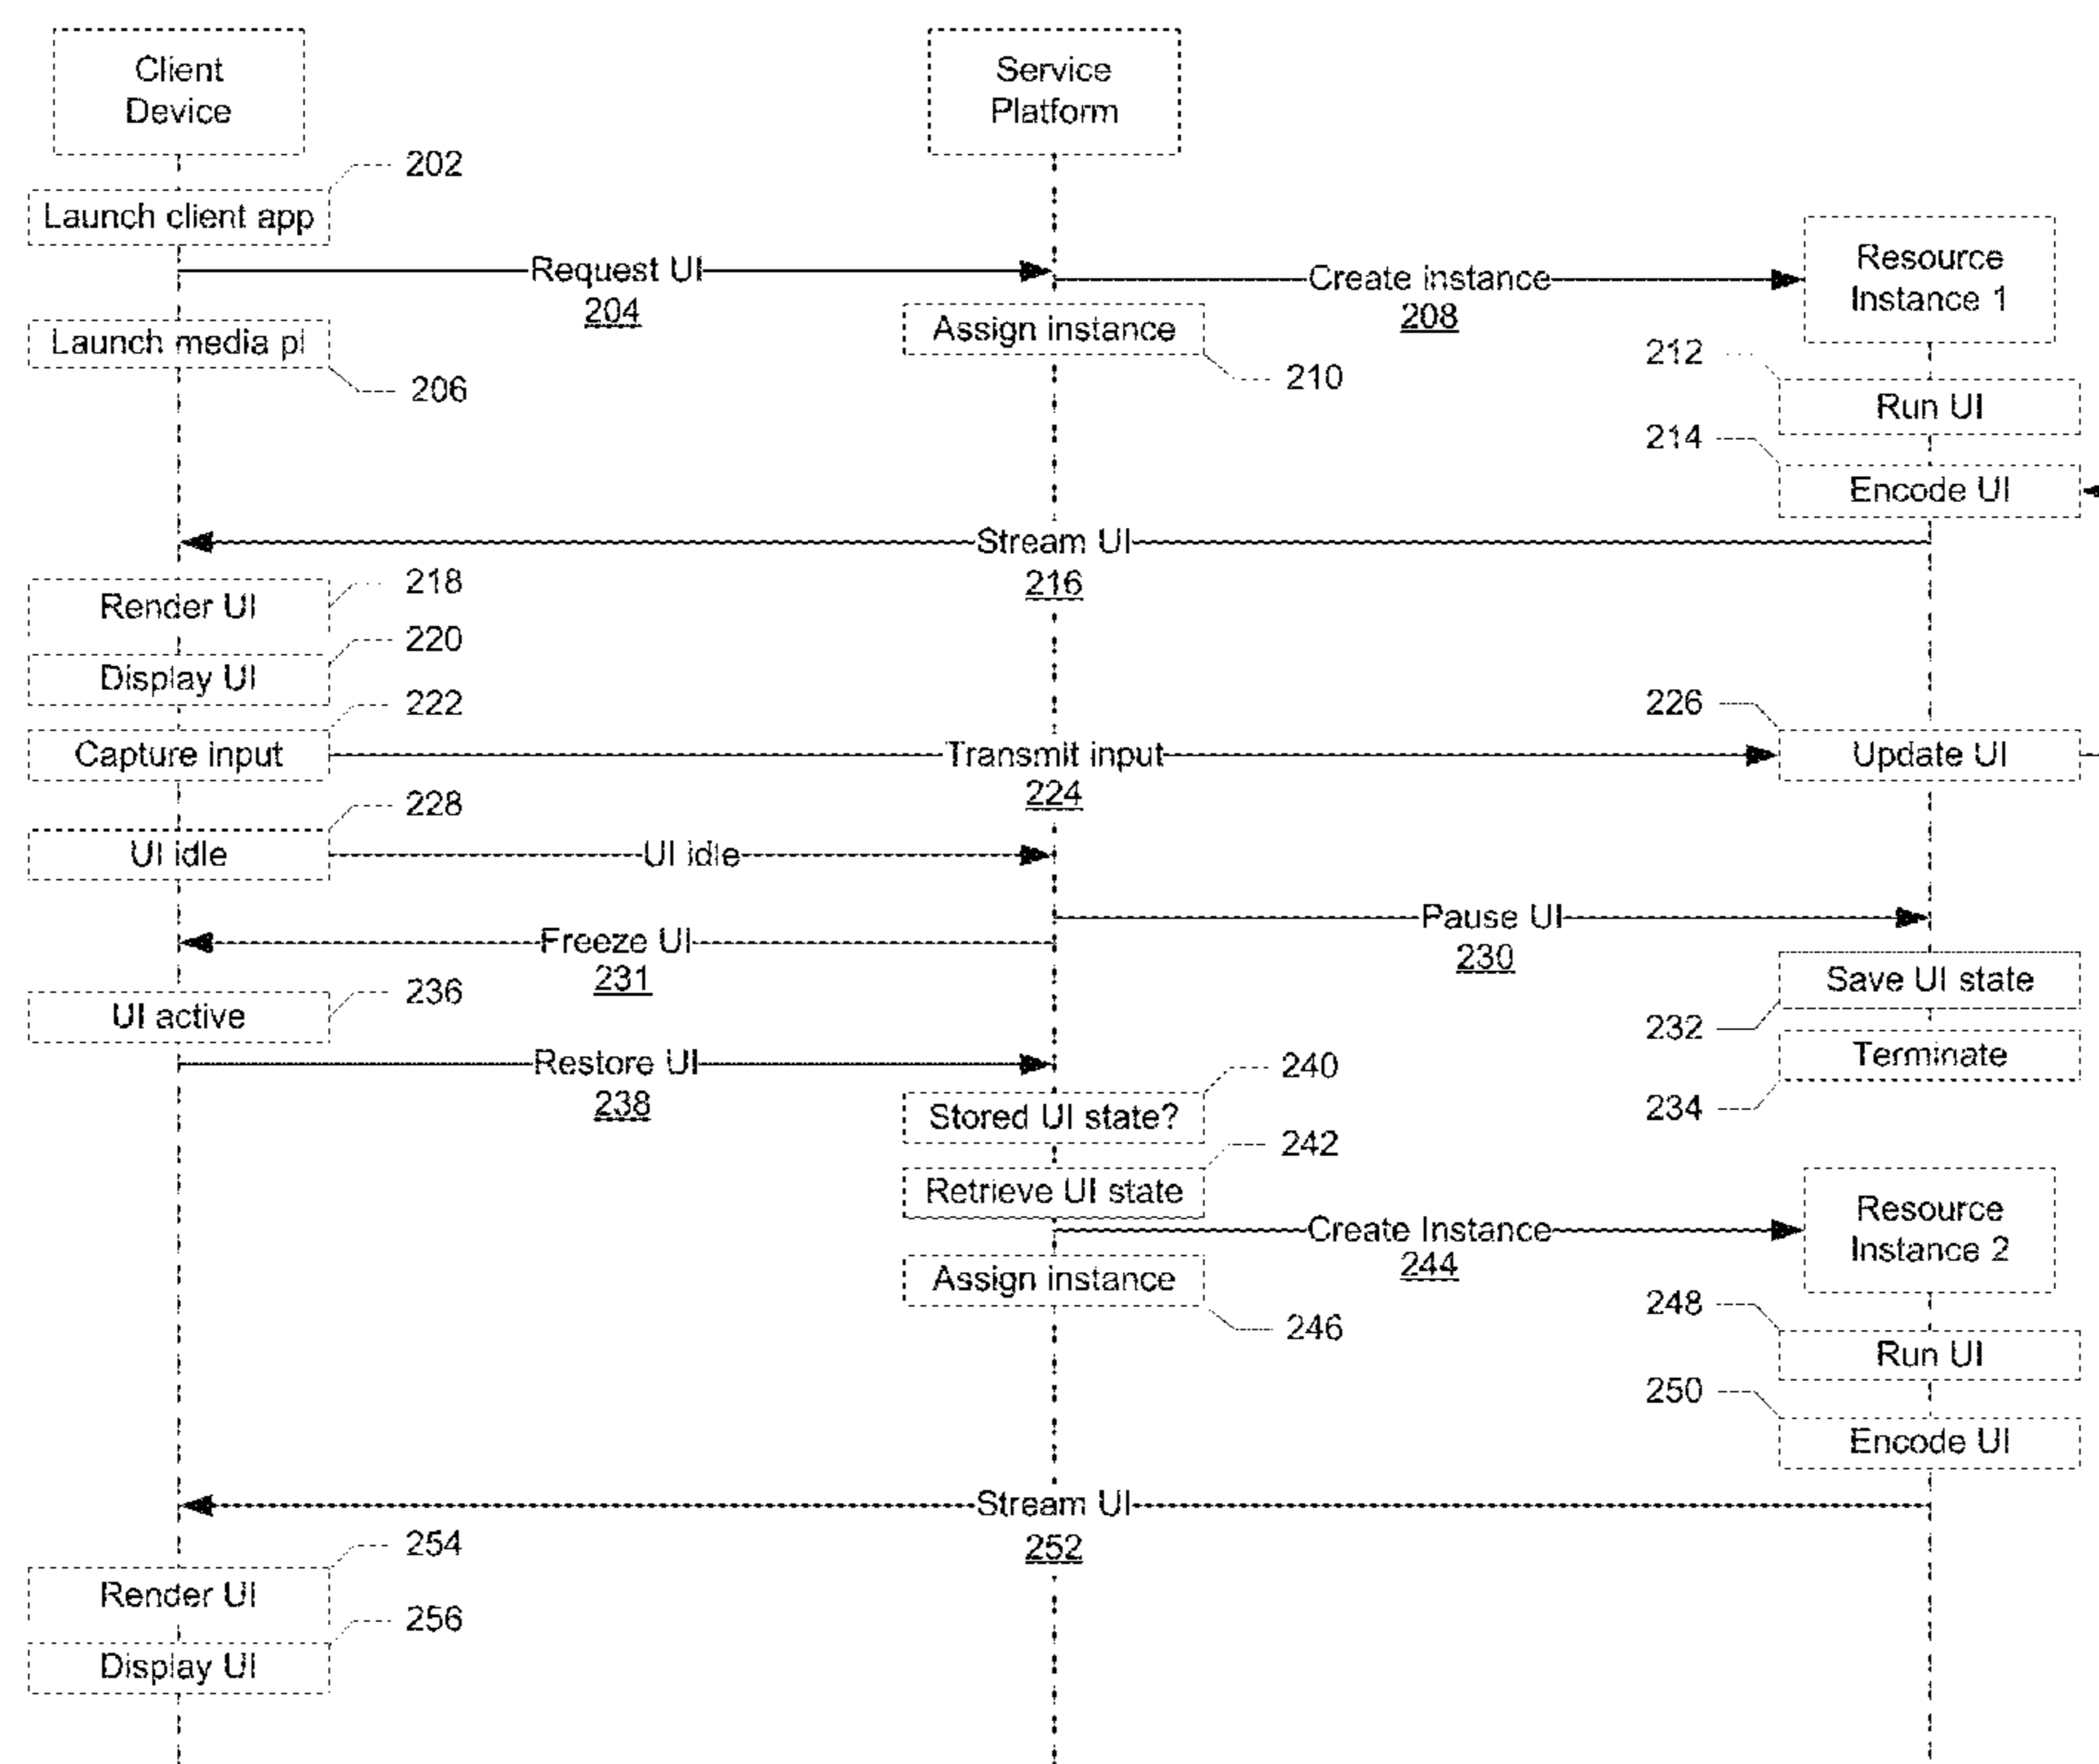 Client
Device
Service
Platform
202
Launch client app
Request UI
204
Create instance
208
Resource
Instance 1
Launch media pl
206
Assign instance
210
212
Run UI
214
Encode UI
Stream UI
216
218
Render UI
220
Display UI
222
Capture input
Transmit input
224
226
Update UI
228
UI idle
UI idle
Pause UI
230
Freeze UI
231
232
Save UI state
234
Terminate
236
UI active
Restore UI
238
240
Stored UI state?
242
Retrieve UI state
Create Instance
244
Resource
Instance 2
Assign instance
246
248
Run UI
250
Encode UI
Stream UI
252
254
Render UI
256
Display UI